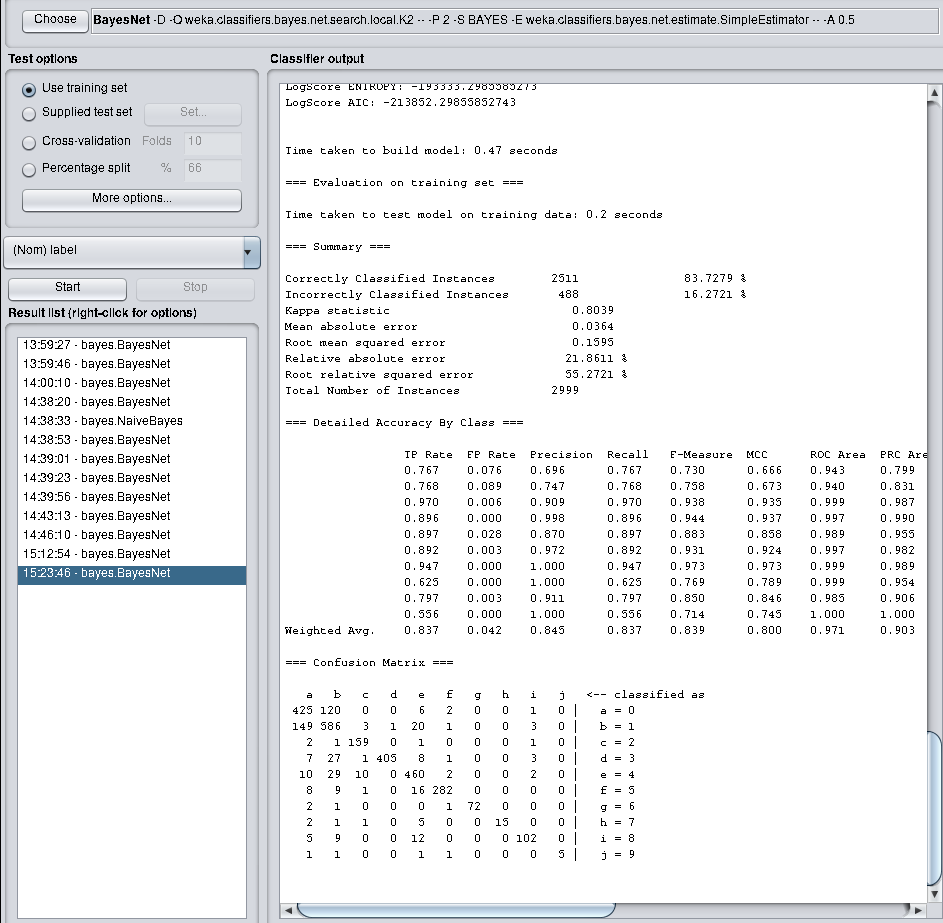 Choose
BayesNet -D -Q weka.classifiers.bayes.net.search.local.K2 -- -P 2 -S BAYES -E weka.classifiers.bayes.net.estimate.SimpleEstimator -- -A 0.5
Test options
Use training set
Supplied test set Set...
Cross-validation Folds 10
Percentage split % 66
More options...
(Nom) label
Start Stop
Result list (right-click for options)
13:59:27 - bayes.BayesNet
13:59:46 - bayes.BayesNet
14:00:10 - bayes.BayesNet
14:38:20 - bayes.BayesNet
14:38:33 - bayes.NaiveBayes
14:38:53 - bayes.BayesNet
14:39:01 - bayes.BayesNet
14:39:23 - bayes.BayesNet
14:39:56 - bayes.BayesNet
14:43:13 - bayes.BayesNet
14:46:10 - bayes.BayesNet
15:12:54 - bayes.BayesNet
15:23:46 - bayes.BayesNet
Classifier output
LogScore ENTROPY: -193333.2985585273
LogScore AIC: -213852.29855852743
Time taken to build model: 0.47 seconds
=== Evaluation on training set ===
Time taken to test model on training data: 0.2 seconds
=== Summary ===
Correctly Classified Instances 2511 83.7279 %
Incorrectly Classified Instances 488 16.2721 %
Kappa statistic 0.8039
Mean absolute error 0.0364
Root mean squared error 0.1595
Relative absolute error 21.8611 %
Root relative squared error 55.2721 %
Total Number of Instances 2999
=== Detailed Accuracy By Class ===
TP Rate FP Rate Precision Recall F-Measure MCC ROC Area PRC Are
0.767 0.076 0.696 0.767 0.730 0.666 0.943 0.799
0.768 0.089 0.747 0.768 0.758 0.673 0.940 0.831
0.970 0.006 0.909 0.970 0.938 0.935 0.999 0.987
0.896 0.000 0.998 0.896 0.944 0.937 0.997 0.990
0.897 0.028 0.870 0.897 0.883 0.858 0.989 0.955
0.892 0.003 0.972 0.892 0.931 0.924 0.997 0.982
0.947 0.000 1.000 0.947 0.973 0.973 0.999 0.989
0.625 0.000 1.000 0.625 0.769 0.789 0.999 0.954
0.797 0.003 0.911 0.797 0.850 0.846 0.985 0.906
0.556 0.000 1.000 0.556 0.714 0.745 1.000 1.000
Weighted Avg. 0.837 0.042 0.845 0.837 0.839 0.800 0.971 0.903
=== Confusion Matrix ===
a b c d e f g h i j <-- classified as
425 120 0 0 6 2 0 0 1 0 | a = 0
149 586 3 1 20 1 0 0 3 0 | b = 1
2 1 159 0 1 0 0 0 1 0 | c = 2
7 27 1 405 8 1 0 0 3 0 | d = 3
10 29 10 0 460 2 0 0 2 0 | e = 4
8 9 1 0 16 282 0 0 0 0 | f = 5
2 1 0 0 0 1 72 0 0 0 | g = 6
2 1 1 0 5 0 0 15 0 0 | h = 7
5 9 0 0 12 0 0 0 102 0 | i = 8
1 1 0 0 1 1 0 0 0 5 | j = 9